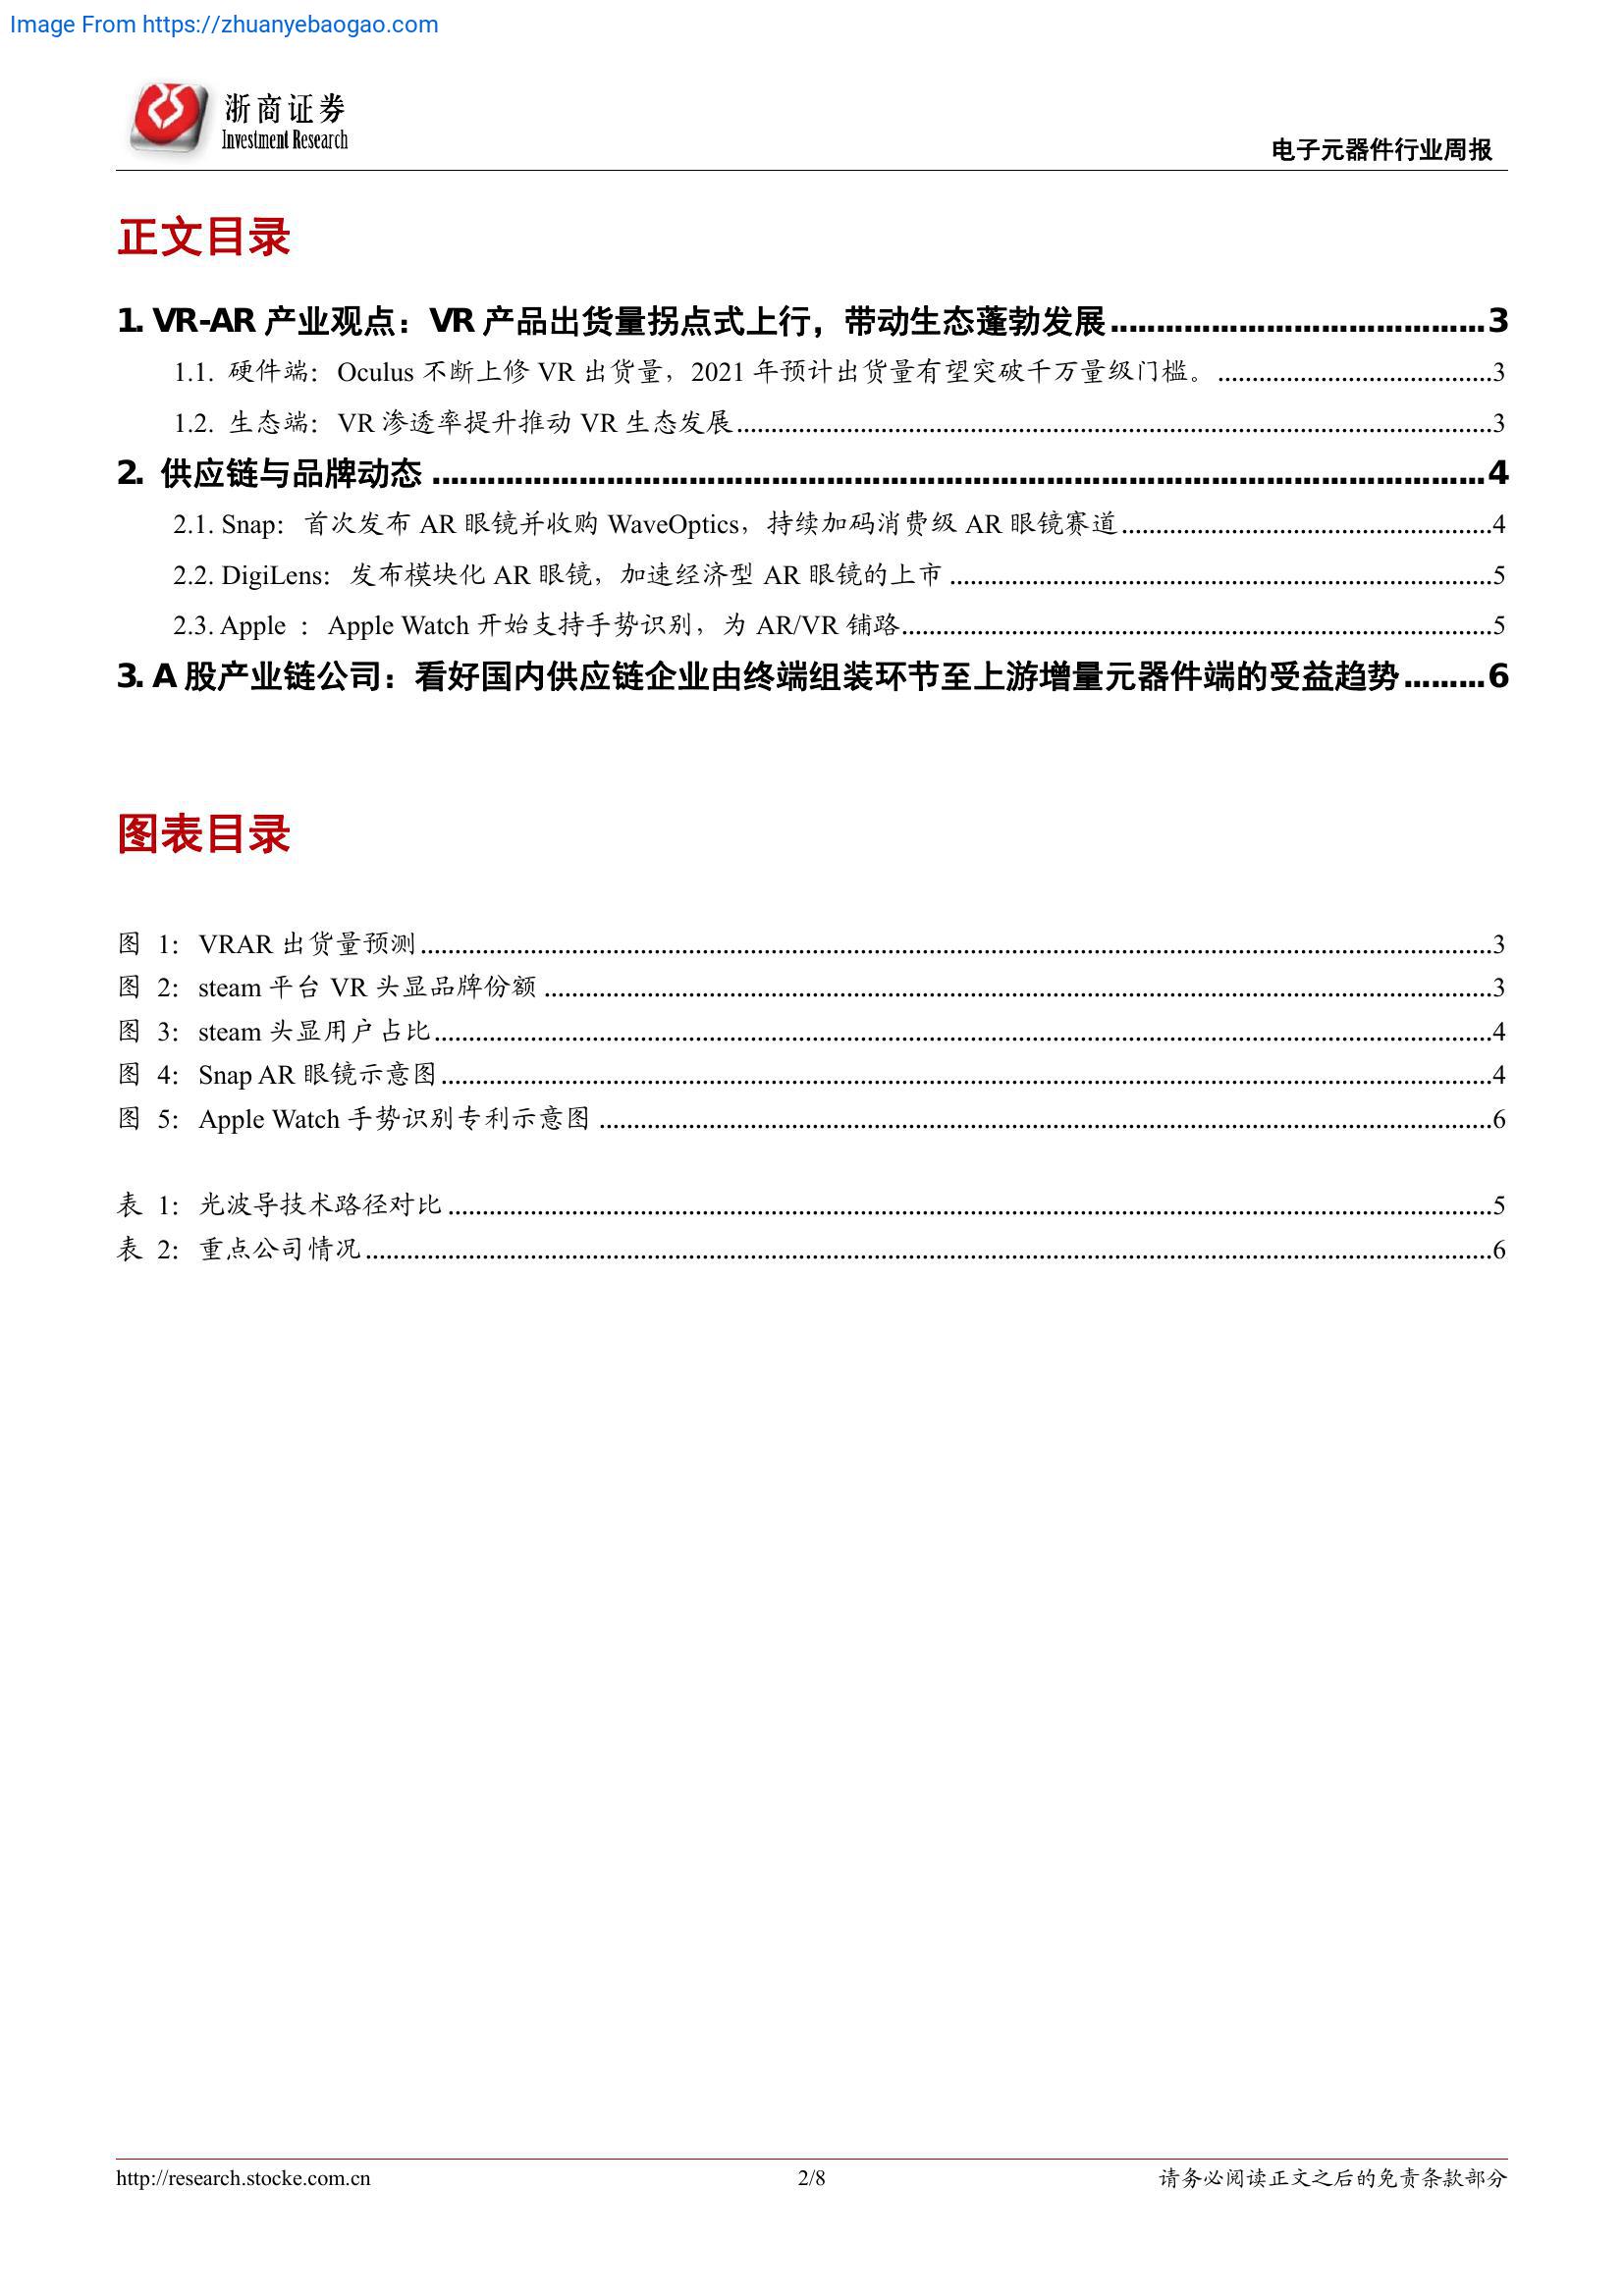 Image From https://zhuanyebaogao.com
浙商证券
Investment Research
电子元器件行业周报
正文目录
1. VR-AR 产业观点：VR 产品出货量拐点式上行，带动生态蓬勃发展........................................3
1.1. 硬件端：Oculus 不断上修 VR 出货量，2021 年预计出货量有望突破千万量级门槛。........................................3
1.2. 生态端：VR 渗透率提升推动 VR 生态发展........................................3
2. 供应链与品牌动态........................................4
2.1. Snap：首次发布 AR 眼镜并收购 WaveOptics，持续加码消费级 AR 眼镜赛道........................................4
2.2. DigiLens：发布模块化 AR 眼镜，加速经济型 AR 眼镜的上市........................................5
2.3. Apple ：Apple Watch 开始支持手势识别，为 AR/VR 铺路........................................5
3. A 股产业链公司：看好国内供应链企业由终端组装环节至上游增量元器件端的受益趋势.........6
图表目录
图 1：VRAR 出货量预测........................................3
图 2：steam 平台 VR 头显品牌份额........................................3
图 3：steam 头显用户占比........................................4
图 4：Snap AR 眼镜示意图........................................4
图 5：Apple Watch 手势识别专利示意图........................................6
表 1：光波导技术路径对比........................................5
表 2：重点公司情况........................................6
http://research.stocke.com.cn
2/8
请务必阅读正文之后的免责条款部分